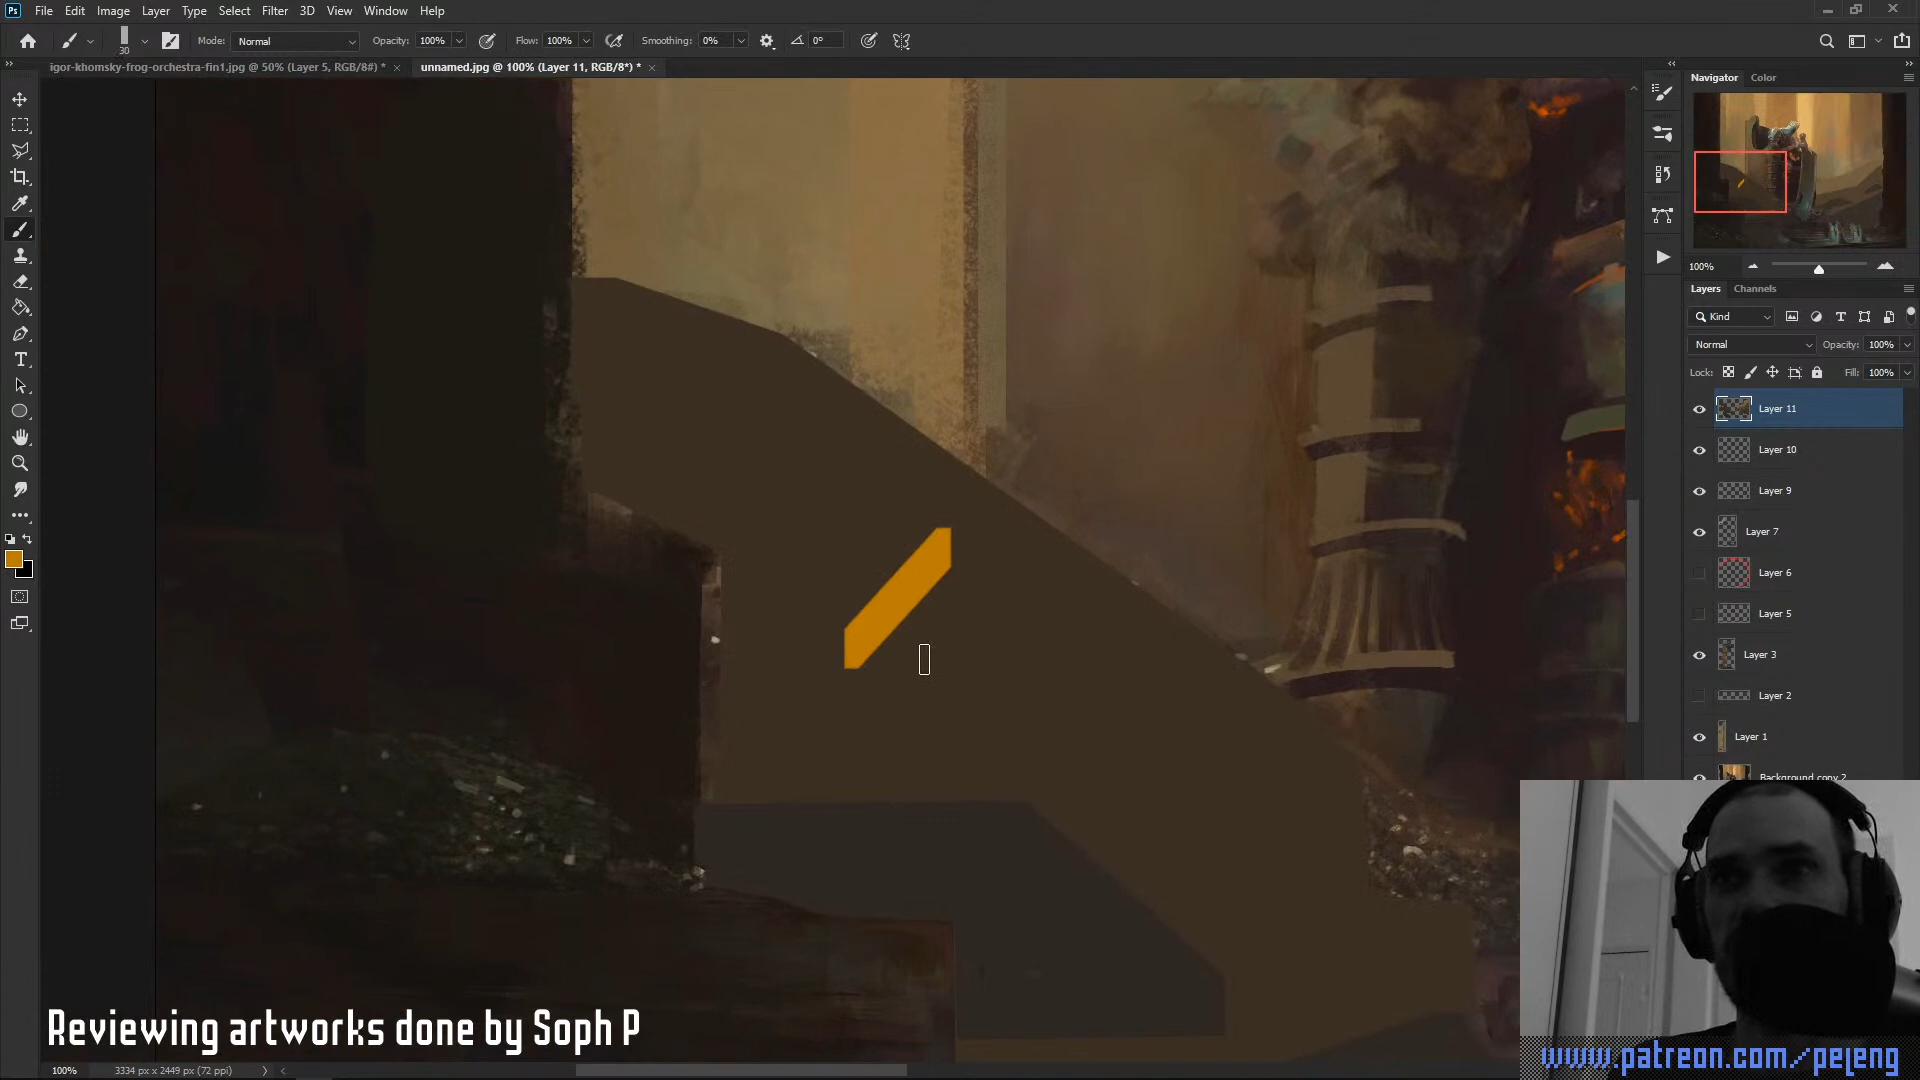 Ps File Edit Image Layer Type Select Filter 3D View Window Help
30 Mode: Normal Opacity: 100% Flow: 100% Smoothing: 0% 0°
igor-khomsky-frog-orchestra-fin1.jpg @ 50% (Layer 5, RGB/8#) * × unnamed.jpg @ 100% (Layer 11, RGB/8*) * ×
Navigator Color
100%
Layers Channels
Kind
Normal Opacity: 100%
Lock: Fill: 100%
Layer 11
Layer 10
Layer 9
Layer 7
Layer 6
Layer 5
Layer 3
Layer 2
Layer 1
Background copy 2
Reviewing artworks done by Soph P
www.patreon.com/peleng
100% 3334 px x 2449 px (72 ppi)